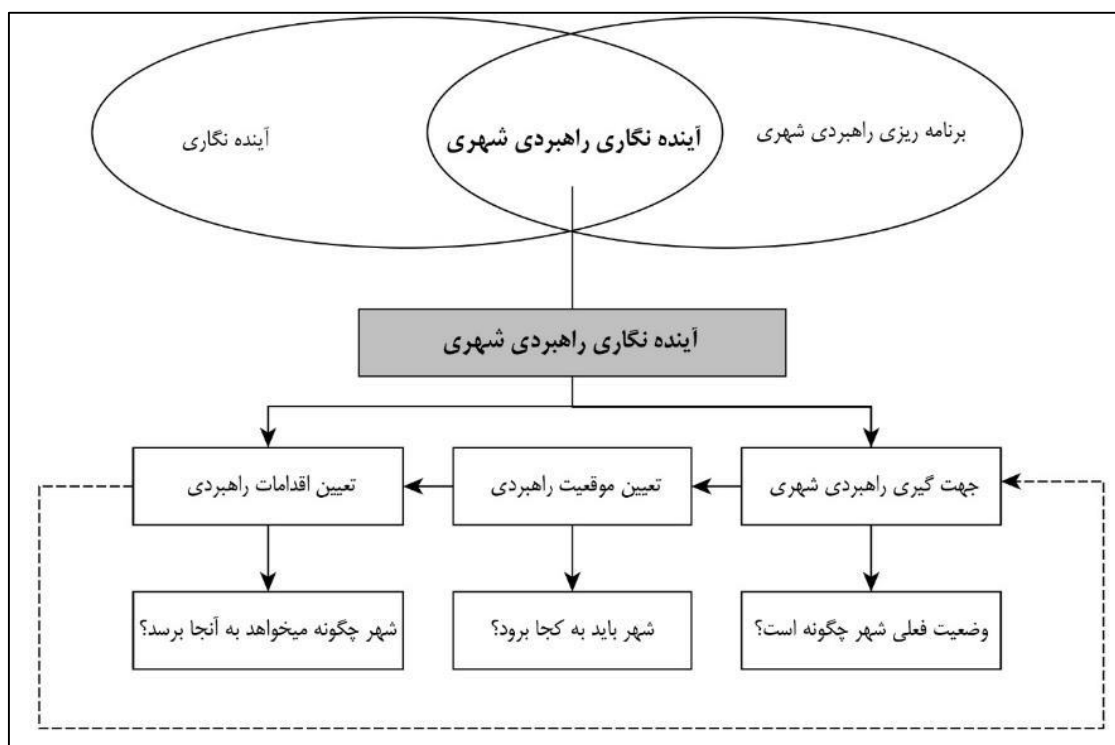 برنامه ریزی راهبردی شهری
آینده نگاری راهبردی شهری
آینده نگاری
آینده نگاری راهبردی شهری
جهت گیری راهبردی شهری
تعیین موقعیت راهبردی
تعیین اقدامات راهبردی
وضعیت فعلی شهر چگونه است؟
شهر باید به کجا برود؟
شهر چگونه میخواهد به آنجا برسد؟